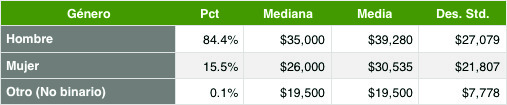 Género Pct Mediana Media Des. Std.
Hombre 84.4% $35,000 $39,280 $27,079
Mujer 15.5% $26,000 $30,535 $21,807
Otro (No binario) 0.1% $19,500 $19,500 $7,778